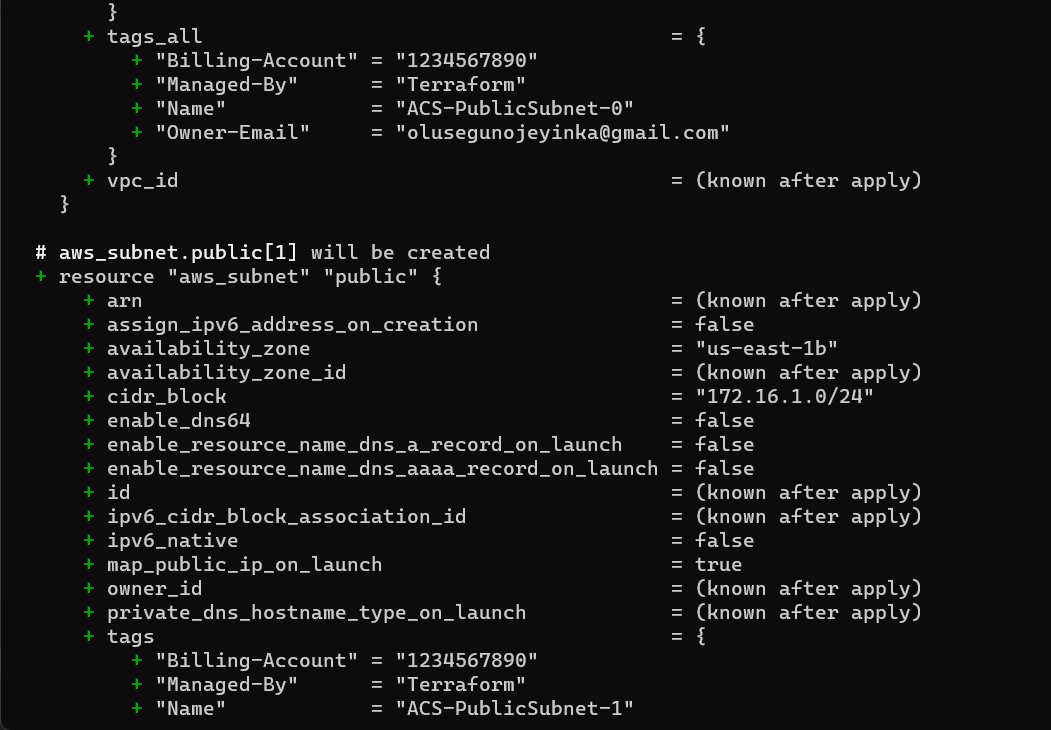 }
+ tags_all = {
+ "Billing-Account" = "1234567890"
+ "Managed-By" = "Terraform"
+ "Name" = "ACS-PublicSubnet-0"
+ "Owner-Email" = "olusegunojeyinka@gmail.com"
}
+ vpc_id = (known after apply)
}
# aws_subnet.public[1] will be created
+ resource "aws_subnet" "public" {
+ arn = (known after apply)
+ assign_ipv6_address_on_creation = false
+ availability_zone = "us-east-1b"
+ availability_zone_id = (known after apply)
+ cidr_block = "172.16.1.0/24"
+ enable_dns64 = false
+ enable_resource_name_dns_a_record_on_launch = false
+ enable_resource_name_dns_aaaa_record_on_launch = false
+ id = (known after apply)
+ ipv6_cidr_block_association_id = (known after apply)
+ ipv6_native = false
+ map_public_ip_on_launch = true
+ owner_id = (known after apply)
+ private_dns_hostname_type_on_launch = (known after apply)
+ tags = {
+ "Billing-Account" = "1234567890"
+ "Managed-By" = "Terraform"
+ "Name" = "ACS-PublicSubnet-1"